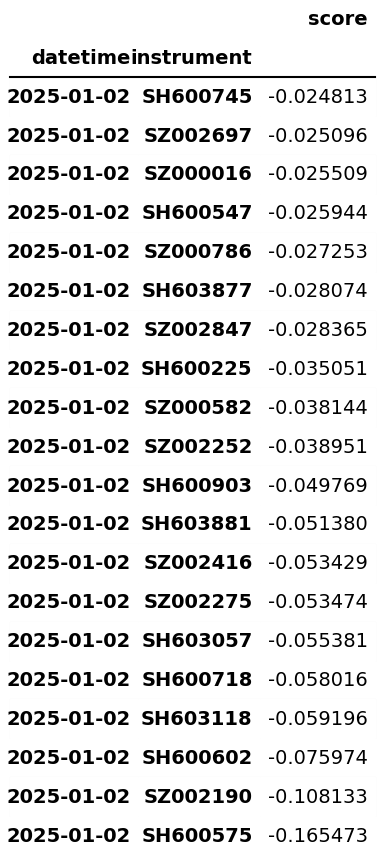 score
datetime instrument
2025-01-02 SH600745 -0.024813
2025-01-02 SZ002697 -0.025096
2025-01-02 SZ000016 -0.025509
2025-01-02 SH600547 -0.025944
2025-01-02 SZ000786 -0.027253
2025-01-02 SH603877 -0.028074
2025-01-02 SZ002847 -0.028365
2025-01-02 SH600225 -0.035051
2025-01-02 SZ000582 -0.038144
2025-01-02 SZ002252 -0.038951
2025-01-02 SH600903 -0.049769
2025-01-02 SH603881 -0.051380
2025-01-02 SZ002416 -0.053429
2025-01-02 SZ002275 -0.053474
2025-01-02 SH603057 -0.055381
2025-01-02 SH600718 -0.058016
2025-01-02 SH603118 -0.059196
2025-01-02 SH600602 -0.075974
2025-01-02 SZ002190 -0.108133
2025-01-02 SH600575 -0.165473